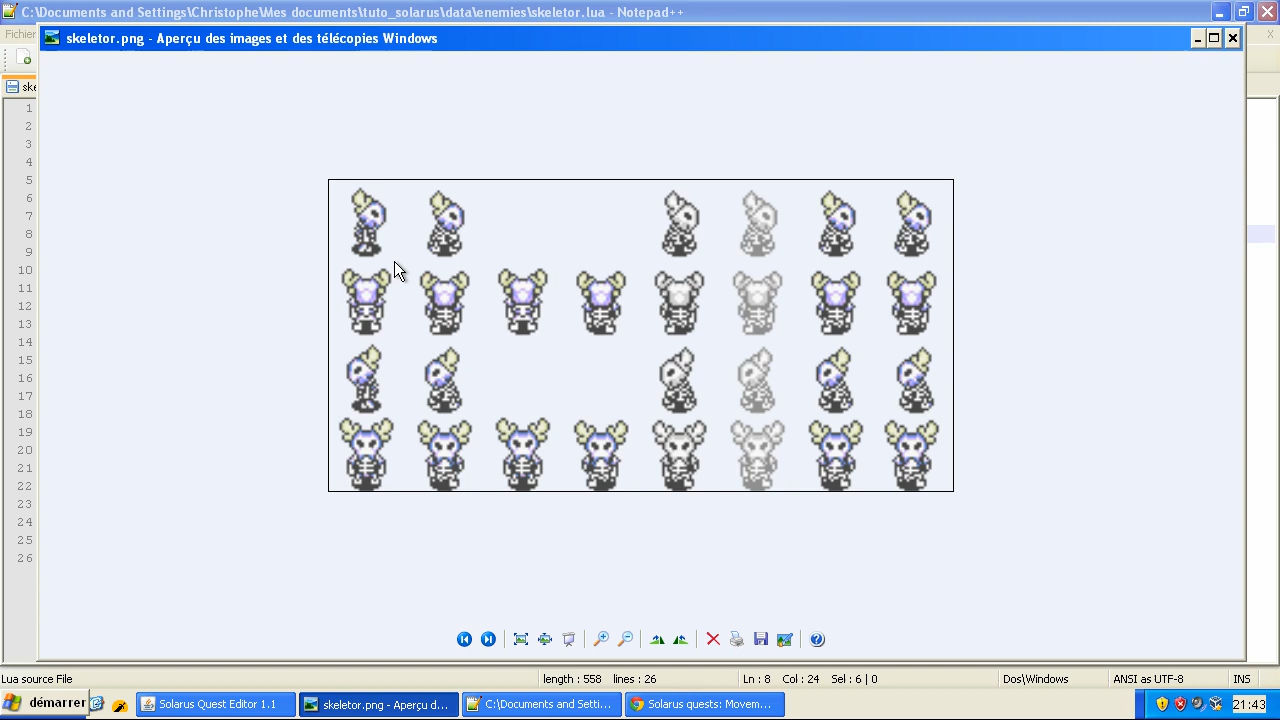 C:\Documents and Settings\Christophe\Mes documents\tuto_solarus\data\enemies\skeletor.lua - Notepad++
Fichier
skeletor.png - Aperçu des images et des télécopies Windows
X
ske
1
2
3
4
5
6
7
8
9
10
11
12
13
14
15
16
17
18
19
20
21
22
23
24
25
26
Lua source File
length : 558 lines : 26
Ln : 8 Col : 24 Sel : 6 | 0
Dos\Windows
ANSI as UTF-8
INS
démarrer
Solarus Quest Editor 1.1
skeletor.png - Aperçu d...
C:\Documents and Setti...
Solarus quests: Movem...
21:43